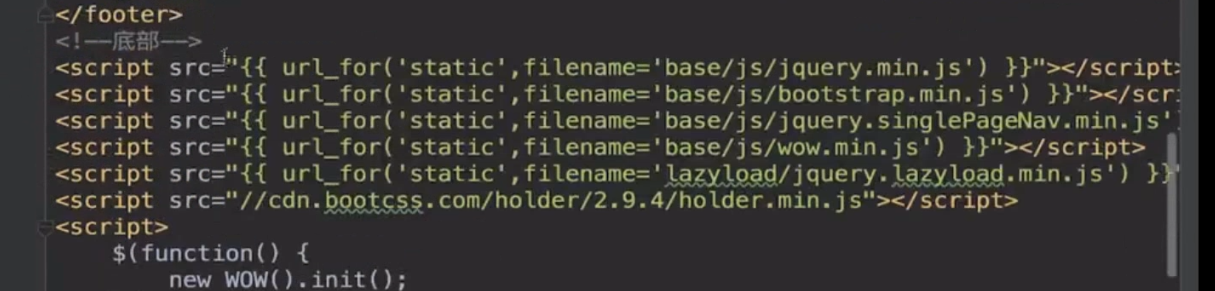 </footer>
<!--底部-->
<script src="{{ url_for('static',filename='base/js/jquery.min.js') }}"></script>
<script src="{{ url_for('static',filename='base/js/bootstrap.min.js') }}"></scr
<script src="{{ url_for('static',filename='base/js/jquery.singlePageNav.min.js'
<script src="{{ url_for('static',filename='base/js/wow.min.js') }}"></script>
<script src="{{ url_for('static',filename='lazyload/jquery.lazyload.min.js') }}"
<script src="//cdn.bootcss.com/holder/2.9.4/holder.min.js"></script>
<script>
$(function() {
new WOW().init();